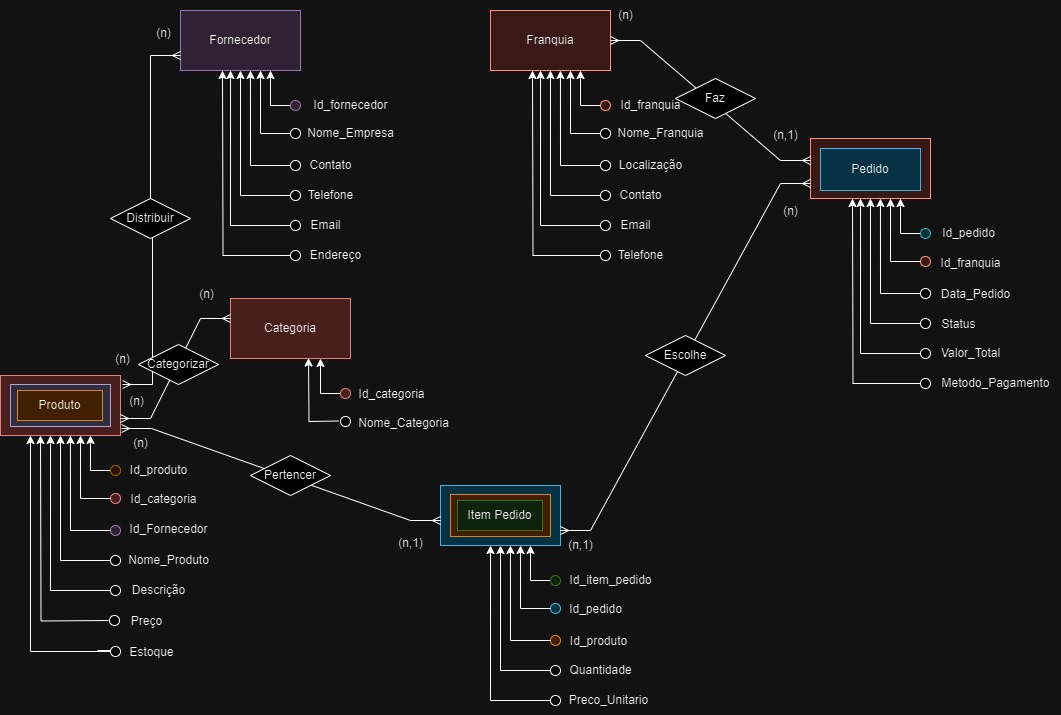 (n)
Fornecedor
Id_fornecedor
Nome_Empresa
Contato
Telefone
Email
Endereço
Franquia
(n)
Id_franquia
Nome_Franquia
Localização
Contato
Email
Telefone
Faz
(n,1)
Pedido
(n)
Id_pedido
Id_franquia
Data_Pedido
Status
Valor_Total
Metodo_Pagamento
Distribuir
(n)
Categoria
Id_categoria
Nome_Categoria
(n)
Categorizar
(n)
(n)
Produto
Id_produto
Id_categoria
Id_Fornecedor
Nome_Produto
Descrição
Preço
Estoque
Pertencer
(n,1)
Escolhe
Item Pedido
(n,1)
Id_item_pedido
Id_pedido
Id_produto
Quantidade
Preco_Unitario